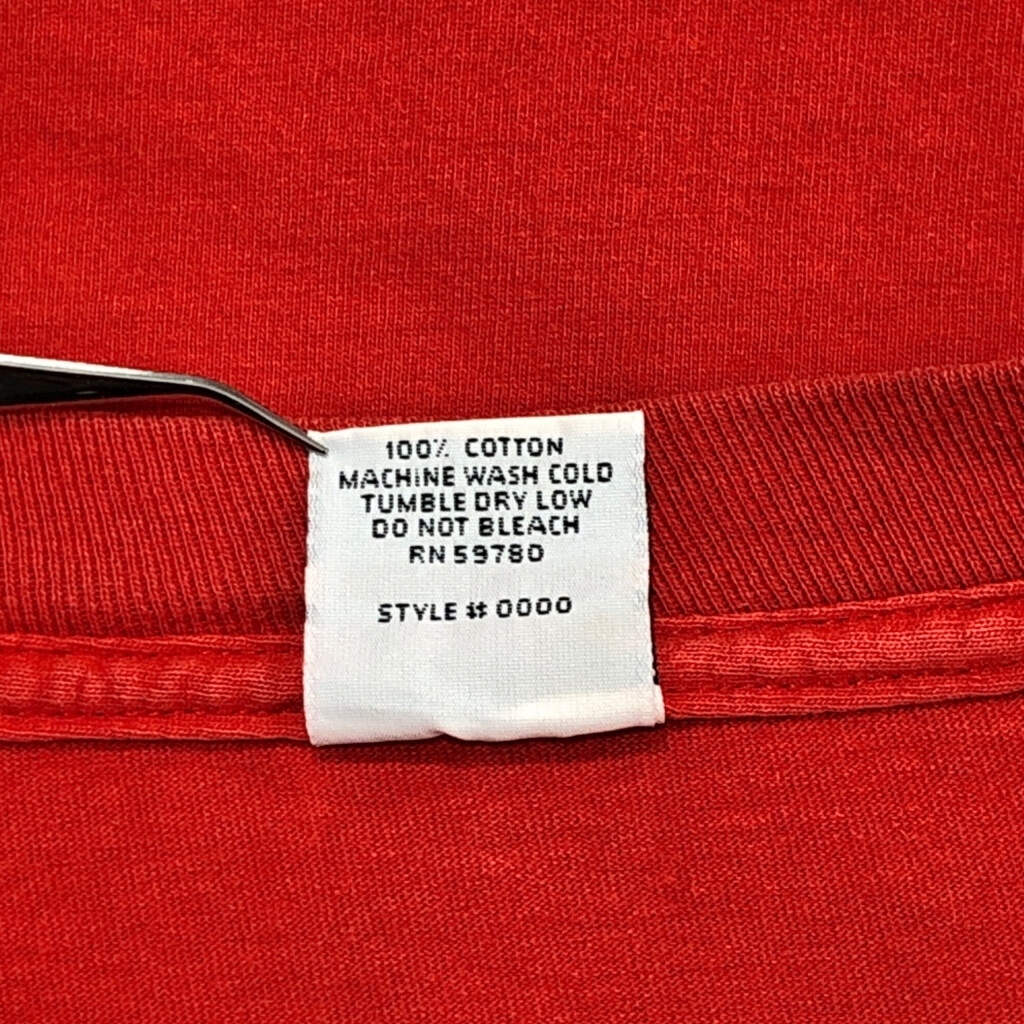 100% COTTON
MACHINE WASH COLD
TUMBLE DRY LOW
DO NOT BLEACH
RN 59780
STYLE # 0000